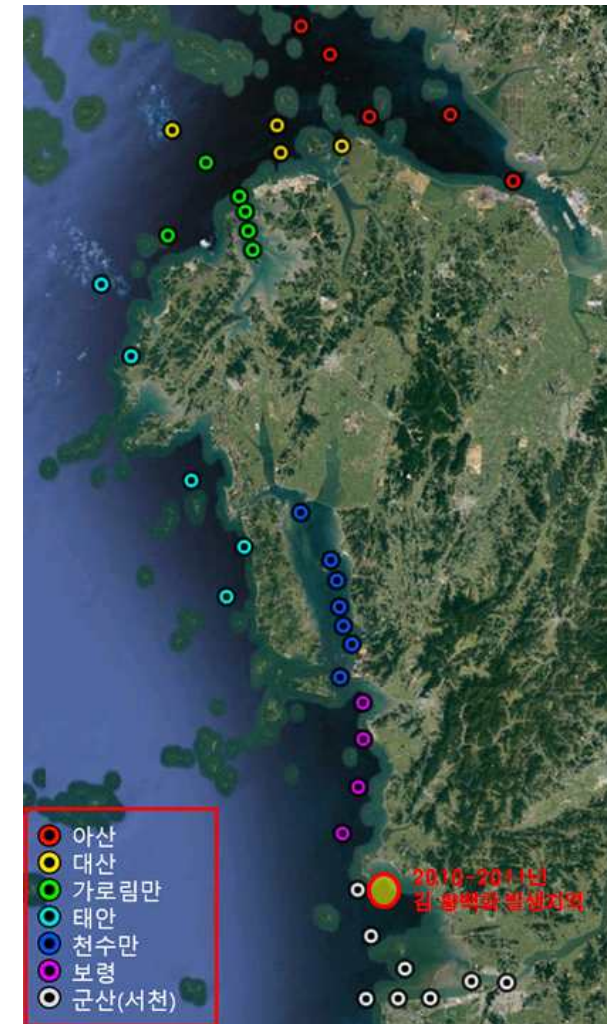 2010-2011년
김 황백화 발생지역
아산
대산
가로림만
태안
천수만
보령
군산(서천)